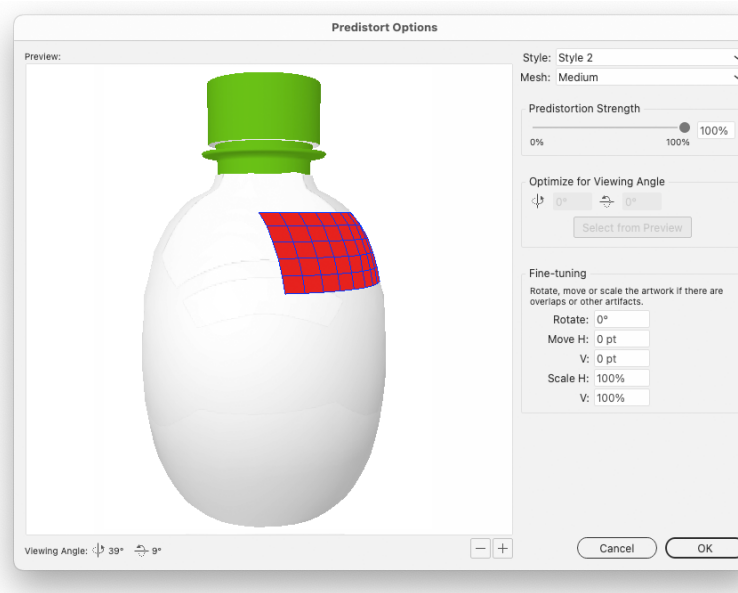 Predistort Options
Preview:
Style: Style 2
Mesh: Medium
Predistortion Strength
100%
0% 100%
Optimize for Viewing Angle
0° 0°
Select from Preview
Fine-tuning
Rotate, move or scale the artwork if there are
overlaps or other artifacts.
Rotate: 0°
Move H: 0 pt
V: 0 pt
Scale H: 100%
V: 100%
Viewing Angle: 39° 9°
Cancel OK